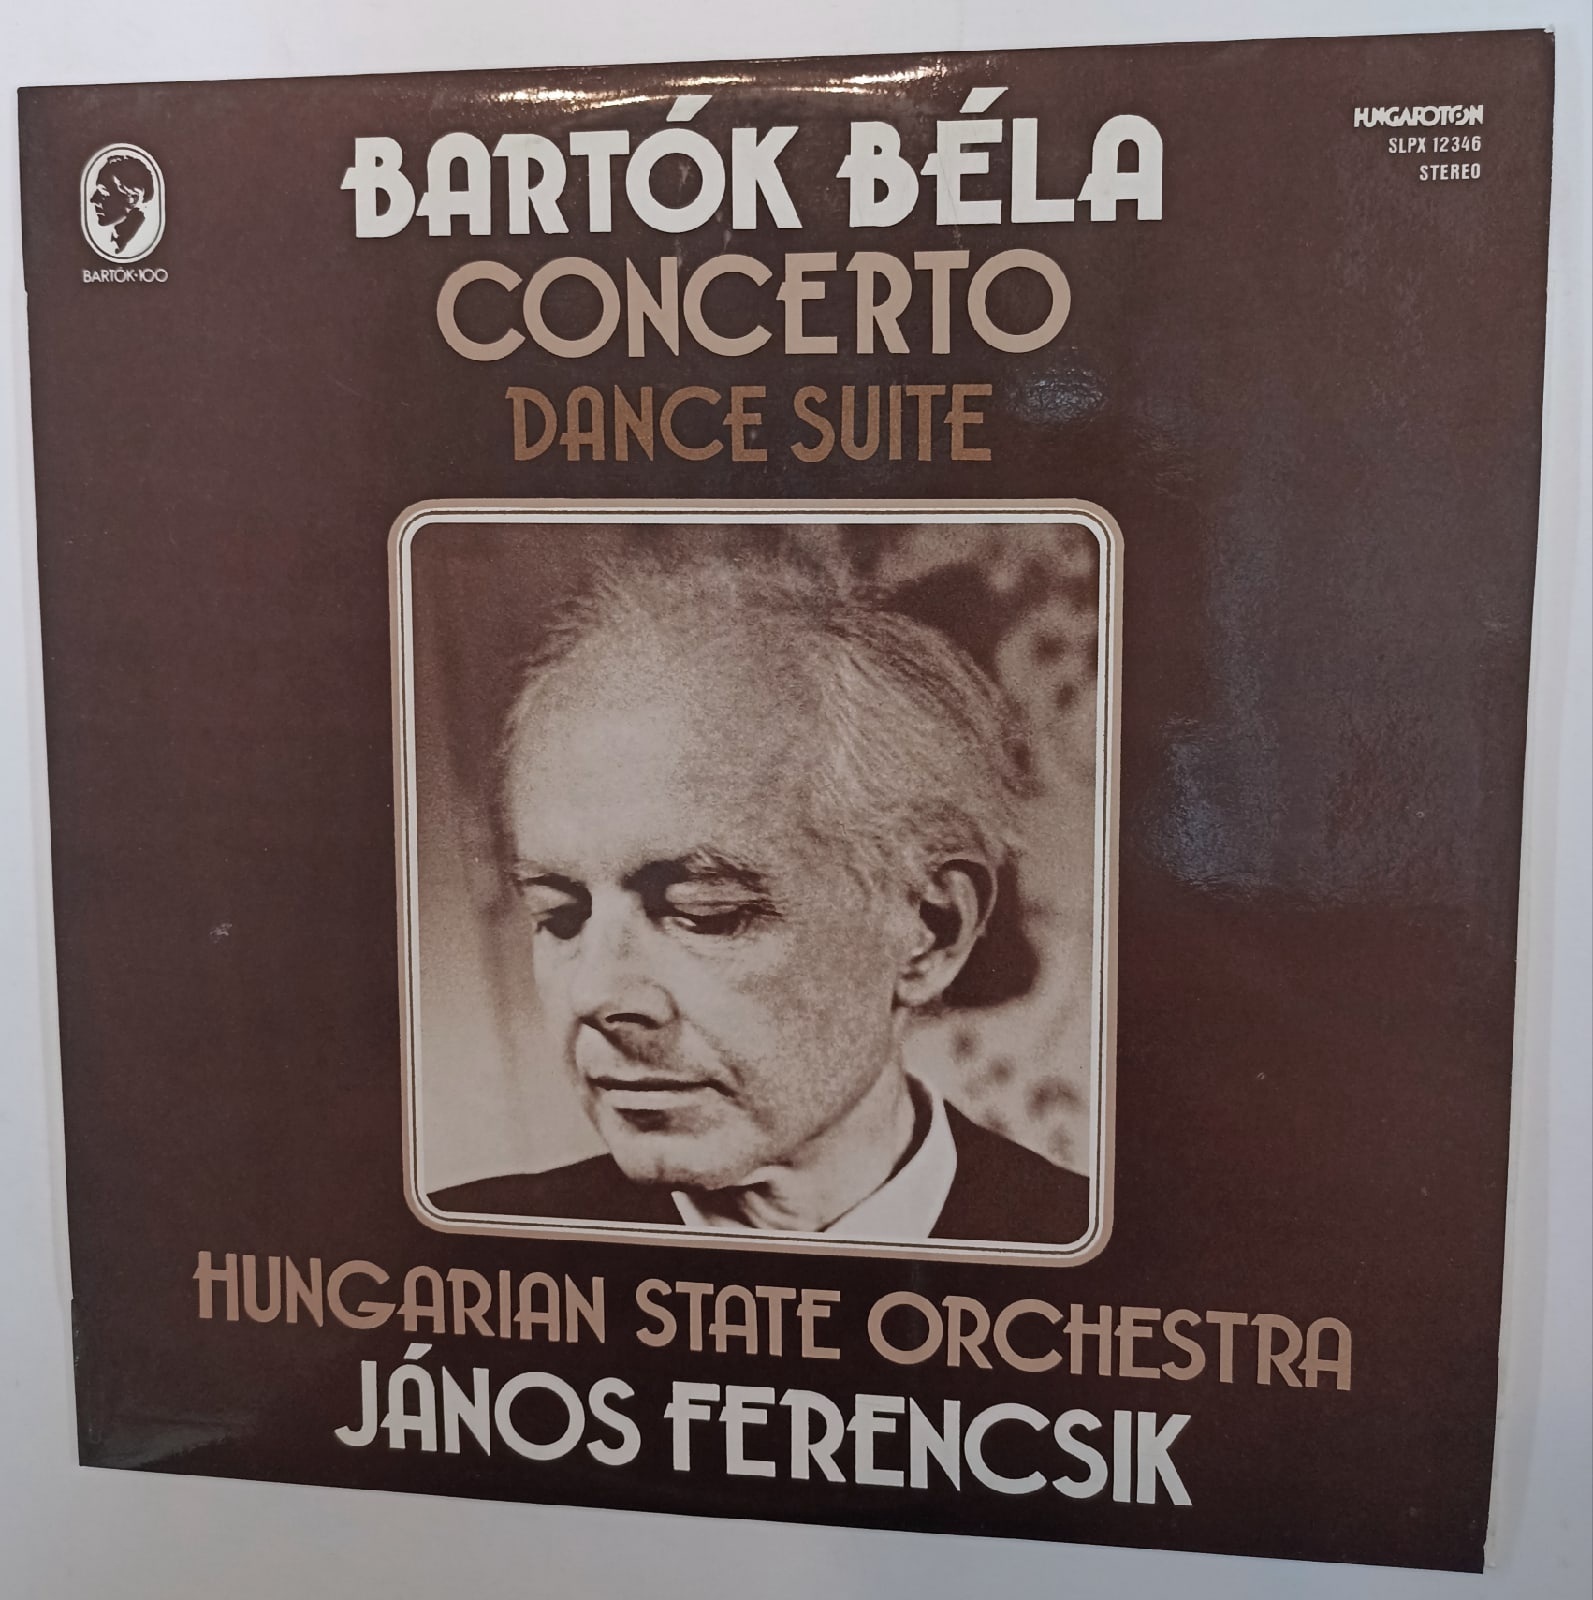 BARTÓK BÉLA
CONCERTO
DANCE SUITE
BARTÓK·100
HUNGAROTON
SLPX 12346
STEREO
HUNGARIAN STATE ORCHESTRA
JÁNOS FERENCSIK